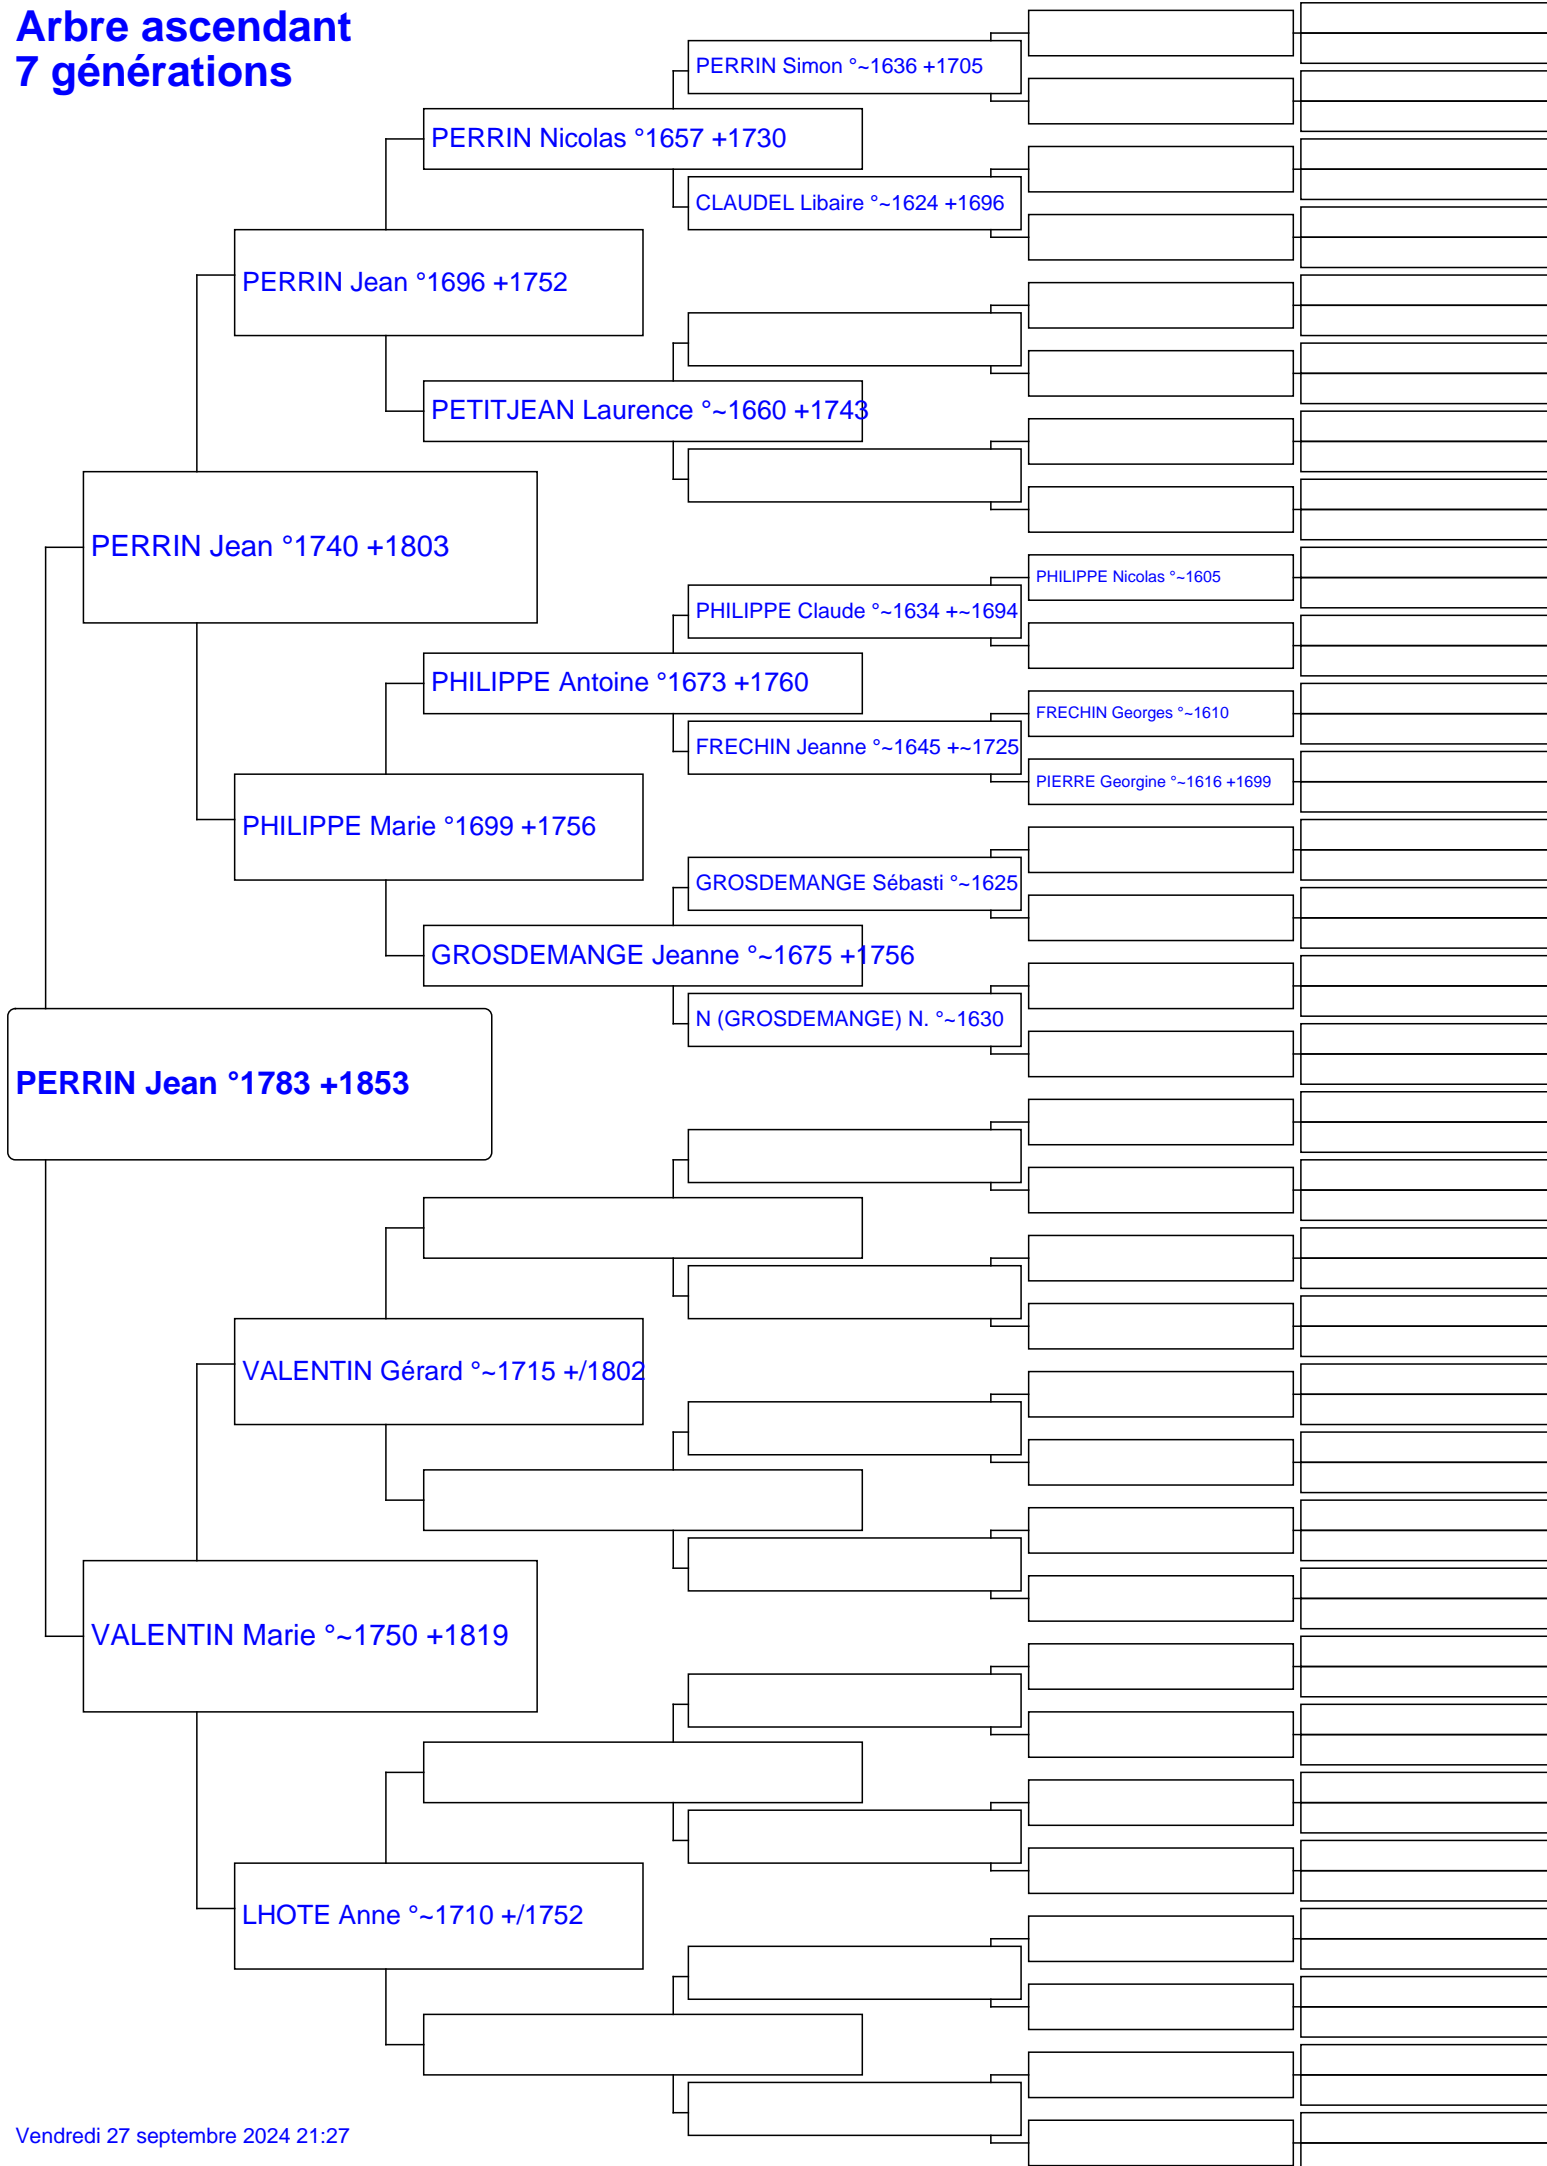 Arbre ascendant
7 générations
PERRIN Simon °~1636 +1705
PERRIN Nicolas °1657 +1730
CLAUDEL Libaire °~1624 +1696
PERRIN Jean °1696 +1752
PETITJEAN Laurence °~1660 +1743
PERRIN Jean °1740 +1803
PHILIPPE Nicolas °~1605
PHILIPPE Claude °~1634 +~1694
PHILIPPE Antoine °1673 +1760
FRECHIN Georges °~1610
FRECHIN Jeanne °~1645 +~1725
PIERRE Georgine °~1616 +1699
PHILIPPE Marie °1699 +1756
GROSDEMANGE Sébasti °~1625
GROSDEMANGE Jeanne °~1675 +1756
N (GROSDEMANGE) N. °~1630
PERRIN Jean °1783 +1853
VALENTIN Gérard °~1715 +/1802
VALENTIN Marie °~1750 +1819
LHOTE Anne °~1710 +/1752
Vendredi 27 septembre 2024 21:27